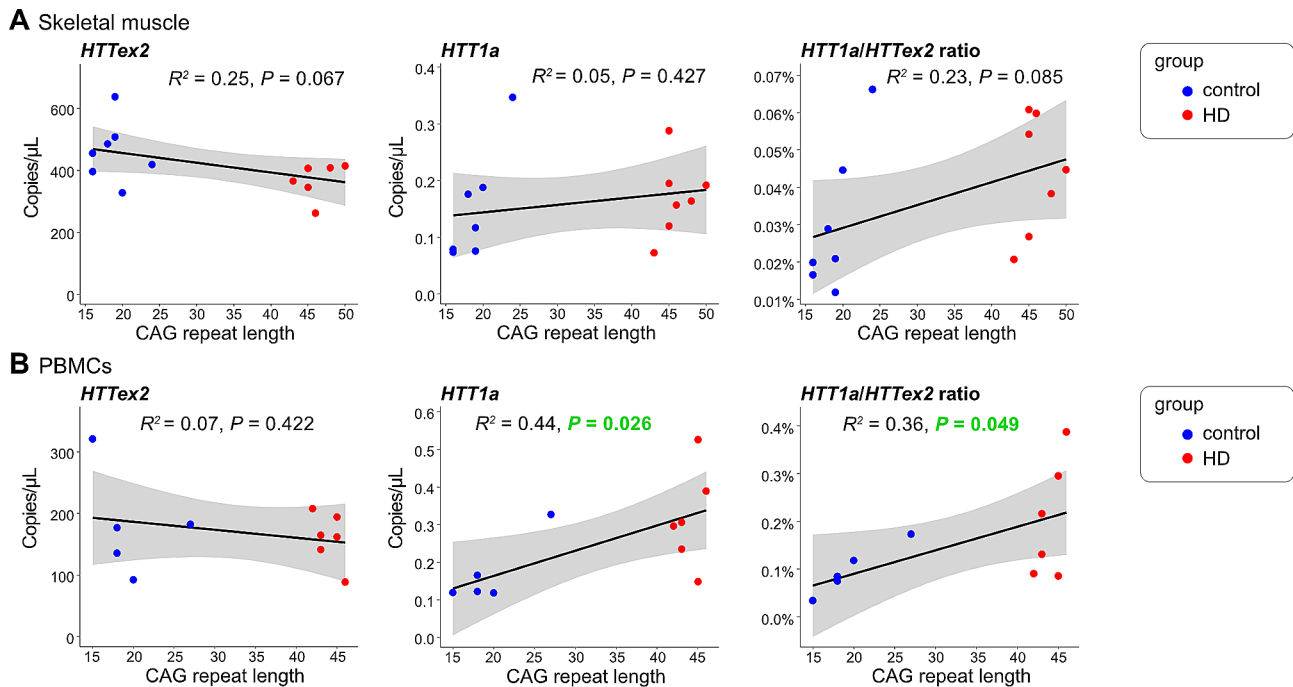 A Skeletal muscle
HTTex2
R² = 0.25, P = 0.067
Copies/µL
600
400
200
0
15 20 25 30 35 40 45 50
CAG repeat length
HTT1a
R² = 0.05, P = 0.427
Copies/µL
0.4
0.3
0.2
0.1
0.0
15 20 25 30 35 40 45 50
CAG repeat length
HTT1a/HTTex2 ratio
R² = 0.23, P = 0.085
0.07%
0.06%
0.05%
0.04%
0.03%
0.02%
0.01%
15 20 25 30 35 40 45 50
CAG repeat length
group
control
HD
B PBMCs
HTTex2
R² = 0.07, P = 0.422
Copies/µL
300
200
100
0
15 20 25 30 35 40 45
CAG repeat length
HTT1a
R² = 0.44, P = 0.026
Copies/µL
0.6
0.5
0.4
0.3
0.2
0.1
0.0
15 20 25 30 35 40 45
CAG repeat length
HTT1a/HTTex2 ratio
R² = 0.36, P = 0.049
0.4%
0.3%
0.2%
0.1%
0.0%
15 20 25 30 35 40 45
CAG repeat length
group
control
HD